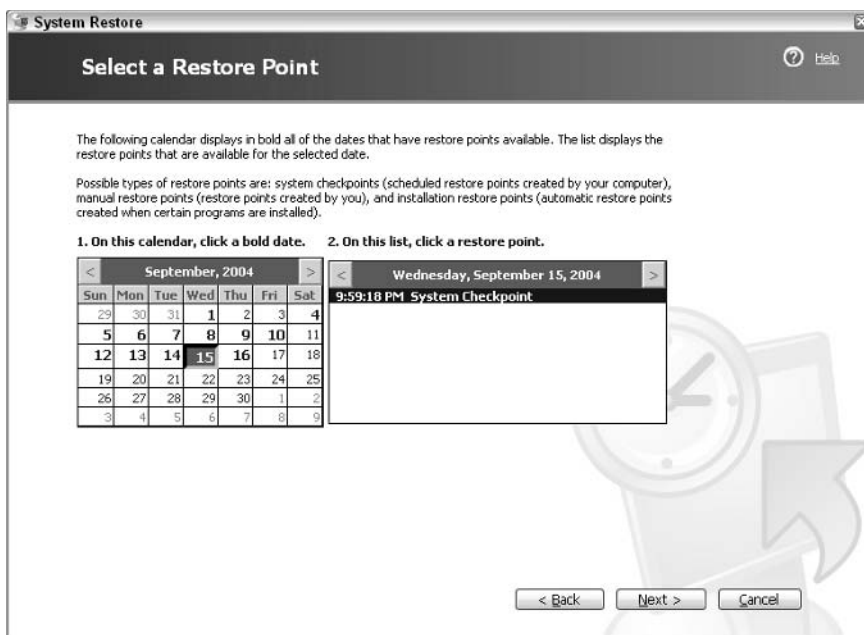 System Restore
Select a Restore Point
Help
The following calendar displays in bold all of the dates that have restore points available. The list displays the
restore points that are available for the selected date.
Possible types of restore points are: system checkpoints (scheduled restore points created by your computer),
manual restore points (restore points created by you), and installation restore points (automatic restore points
created when certain programs are installed).
1. On this calendar, click a bold date.
2. On this list, click a restore point.
< September, 2004 >
Sun Mon Tue Wed Thu Fri Sat
29 30 31 1 2 3 4
5 6 7 8 9 10 11
12 13 14 15 16 17 18
19 20 21 22 23 24 25
26 27 28 29 30 1 2
3 4 5 6 7 8 9
< Wednesday, September 15, 2004 >
9:59:18 PM System Checkpoint
< Back
Next >
Cancel